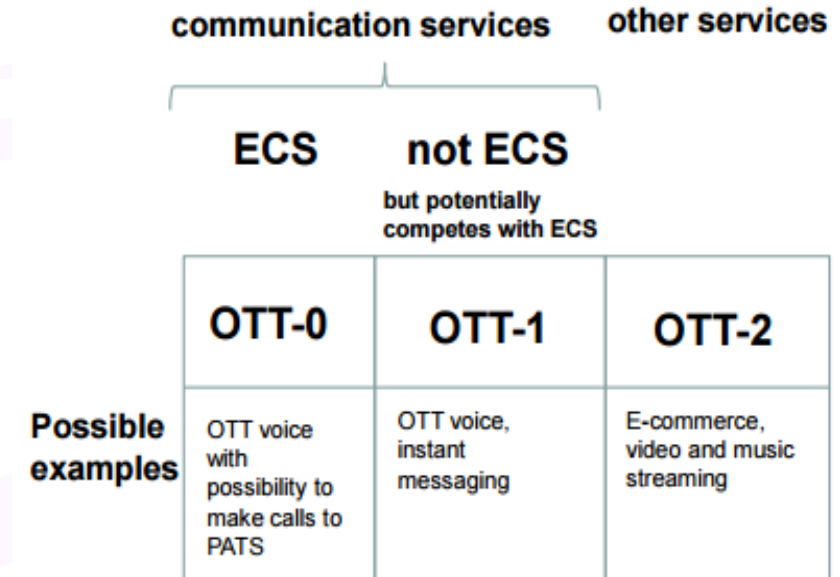 communication services
other services
ECS
not ECS
but potentially
competes with ECS
OTT-0
OTT-1
OTT-2
Possible
examples
OTT voice
with
possibility to
make calls to
PATS
OTT voice,
instant
messaging
E-commerce,
video and music
streaming